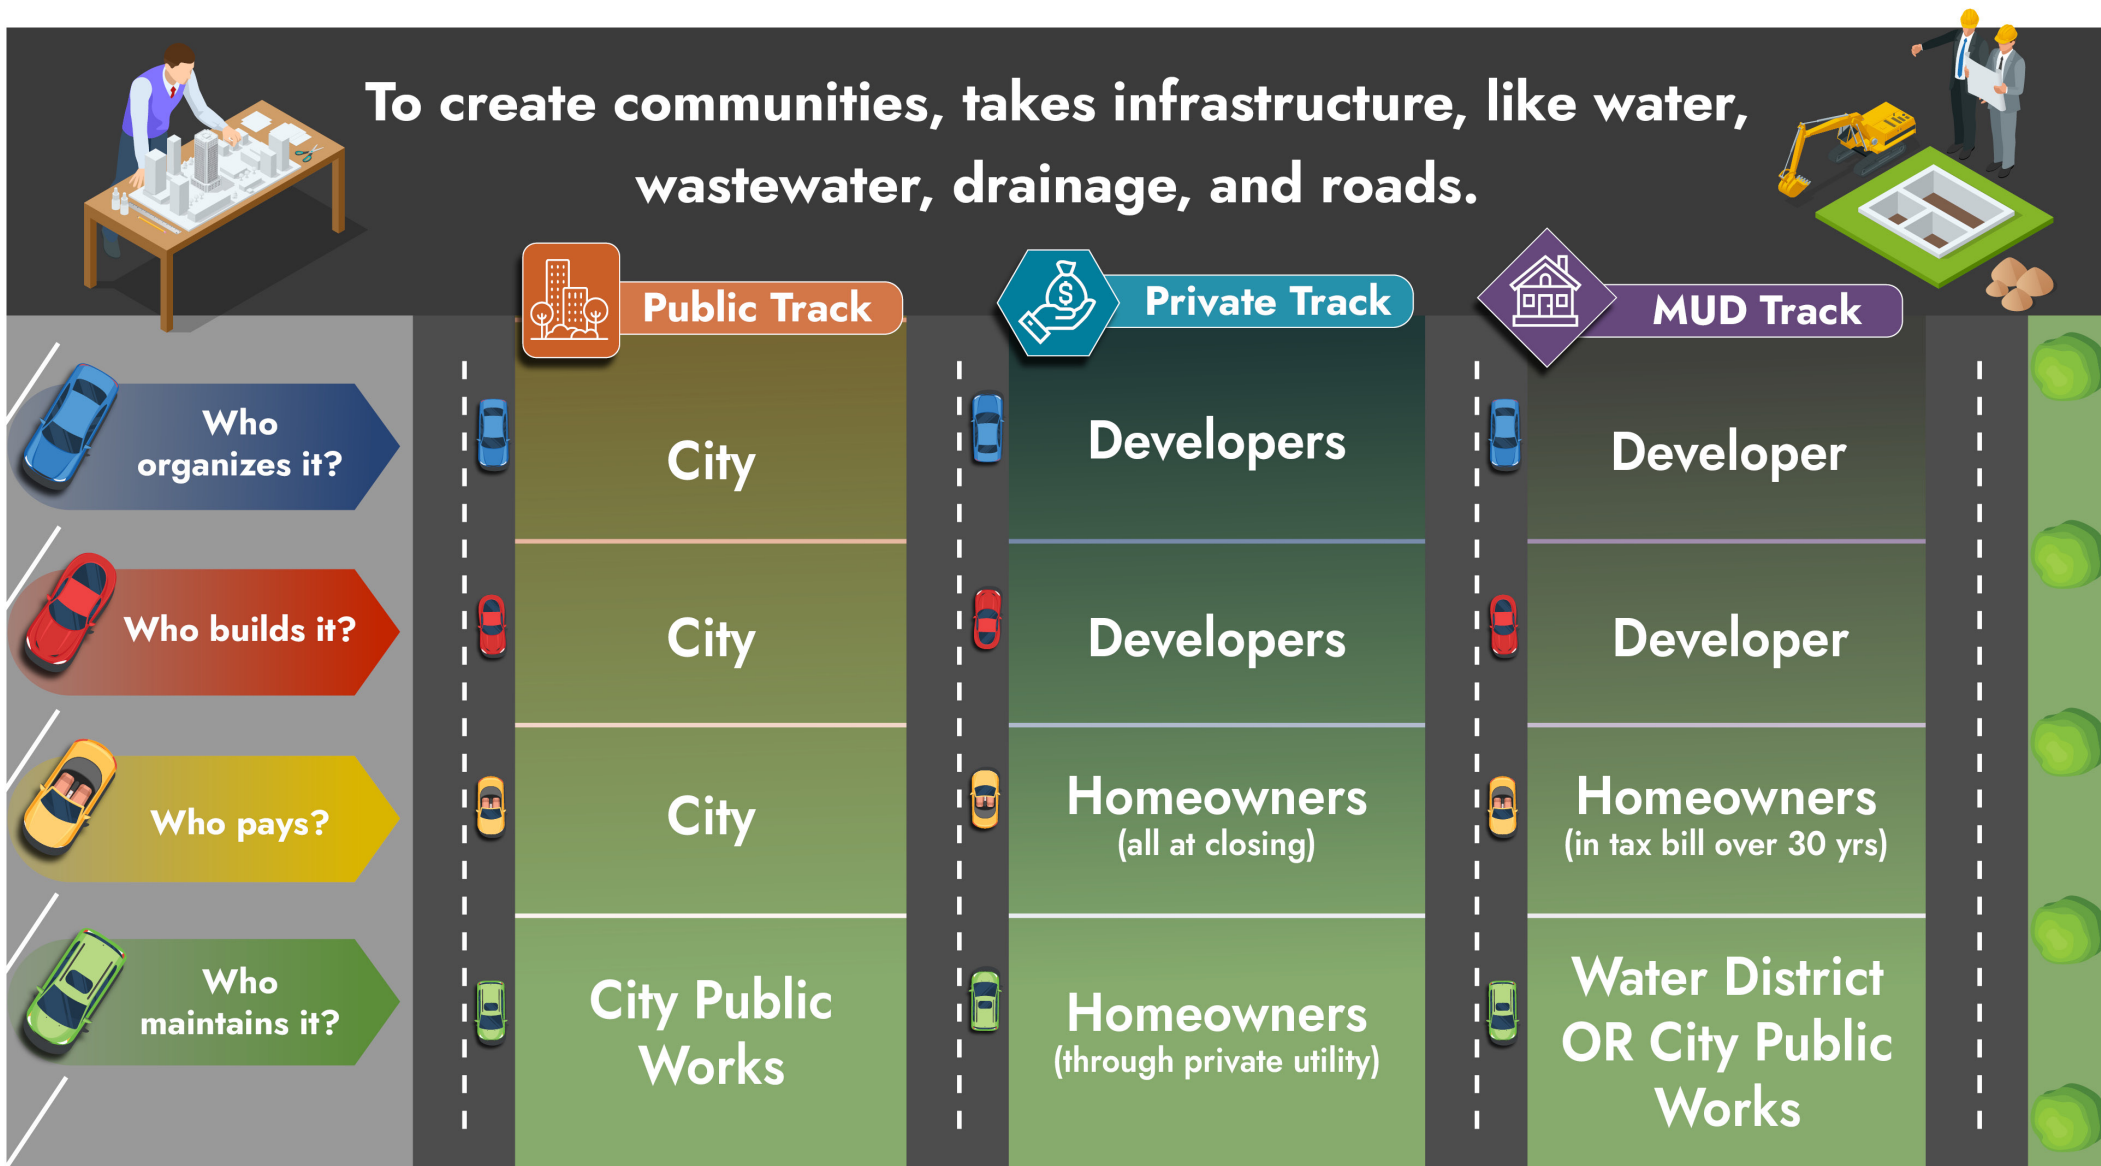 To create communities, takes infrastructure, like water,
wastewater, drainage, and roads.
Public Track
Private Track
MUD Track
Who
organizes it?
City
Developers
Developer
Who builds it?
City
Developers
Developer
Who pays?
City
Homeowners
(all at closing)
Homeowners
(in tax bill over 30 yrs)
Who
maintains it?
City Public
Works
Homeowners
(through private utility)
Water District
OR City Public
Works